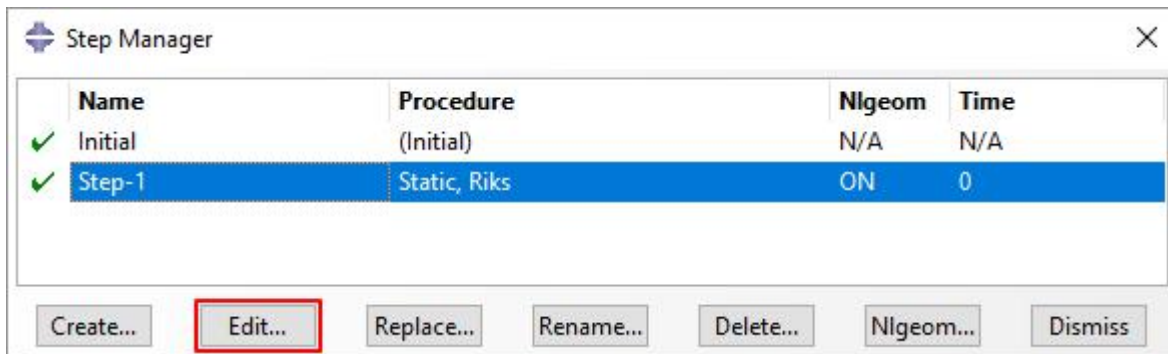 Step Manager
Name Procedure Nlgeom Time
Initial (Initial) N/A N/A
Step-1 Static, Riks ON 0
Create... Edit... Replace... Rename... Delete... Nlgeom... Dismiss